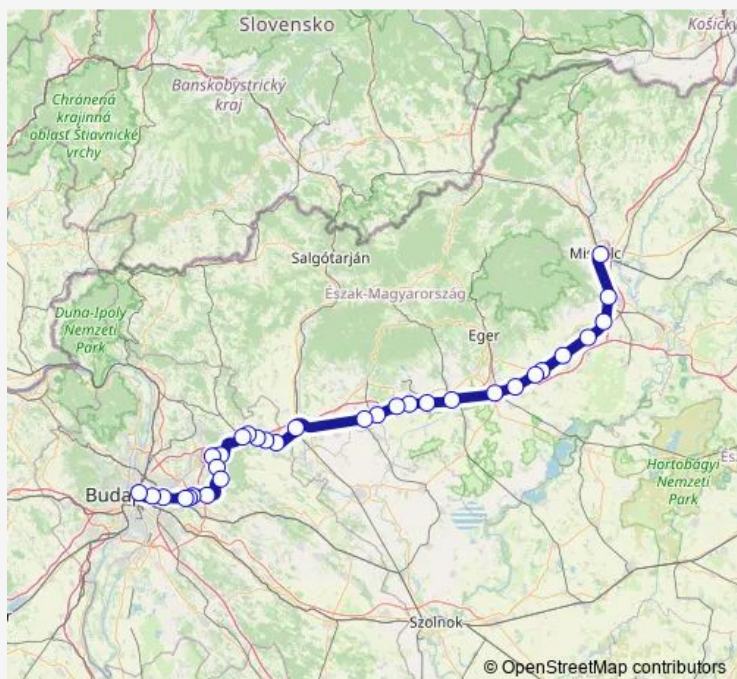 Slovensko
Košický
Banskobystrický
kraj
Chránená
krajinná
oblasť Štiavnické
vrchy
Salgótarján
Észak-Magyarország
Duna-Ipoly
Nemzeti
Park
Eger
Hortobágyi
Nemzeti
Park
Szolnok
© OpenStreetMap contributors